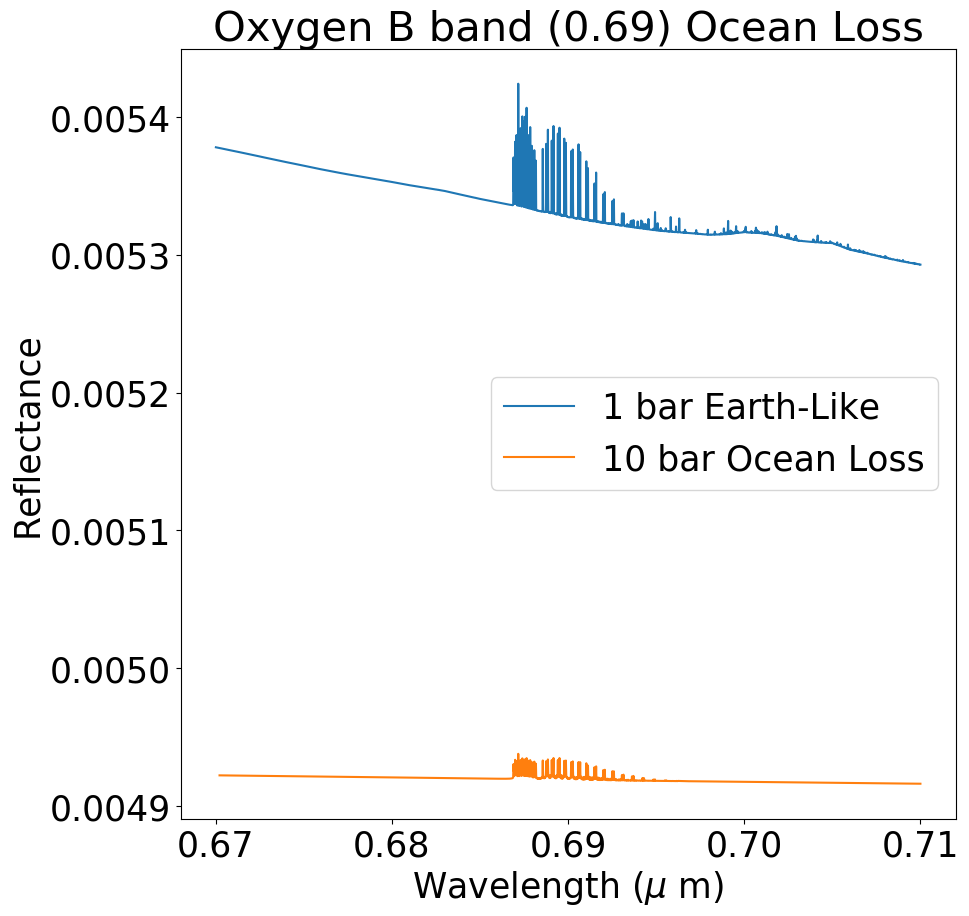 Oxygen B band (0.69) Ocean Loss
0.0054
0.0053
0.0052
0.0051
0.0050
0.0049
Reflectance
1 bar Earth-Like
10 bar Ocean Loss
0.67 0.68 0.69 0.70 0.71
Wavelength (μ m)